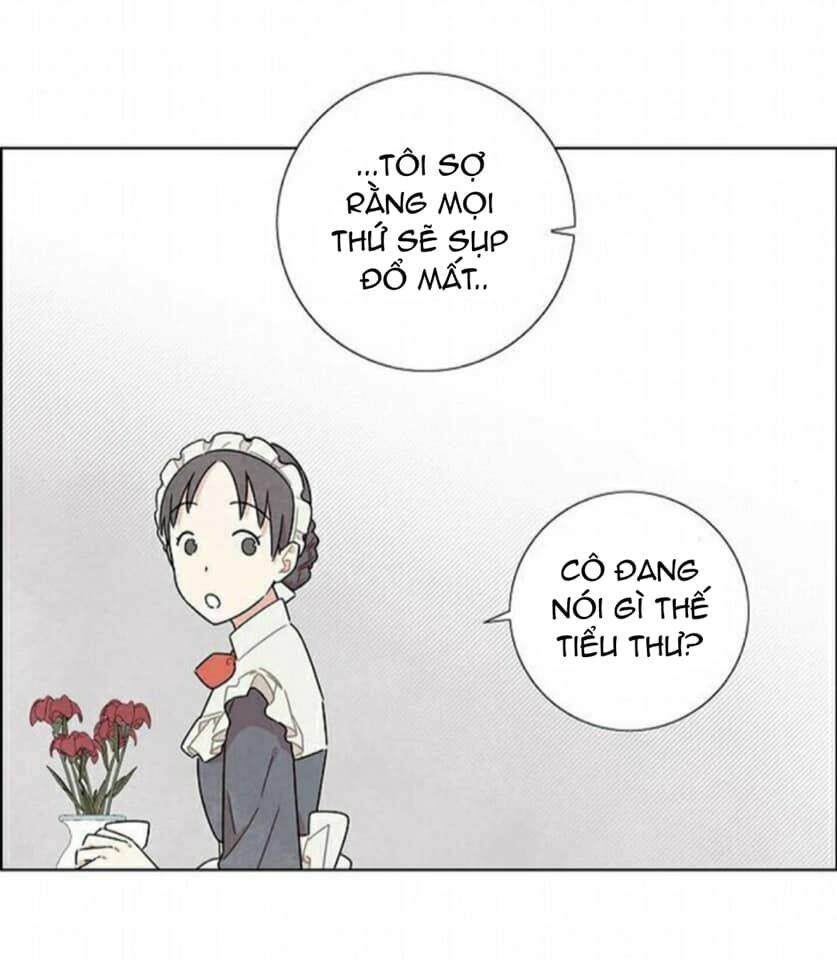 ...TÔI SỢ
RẰNG MỌI
THỨ SẼ SỤP
ĐỔ MẤT..
CÔ ĐANG
NÓI GÌ THẾ
TIỂU THƯ?